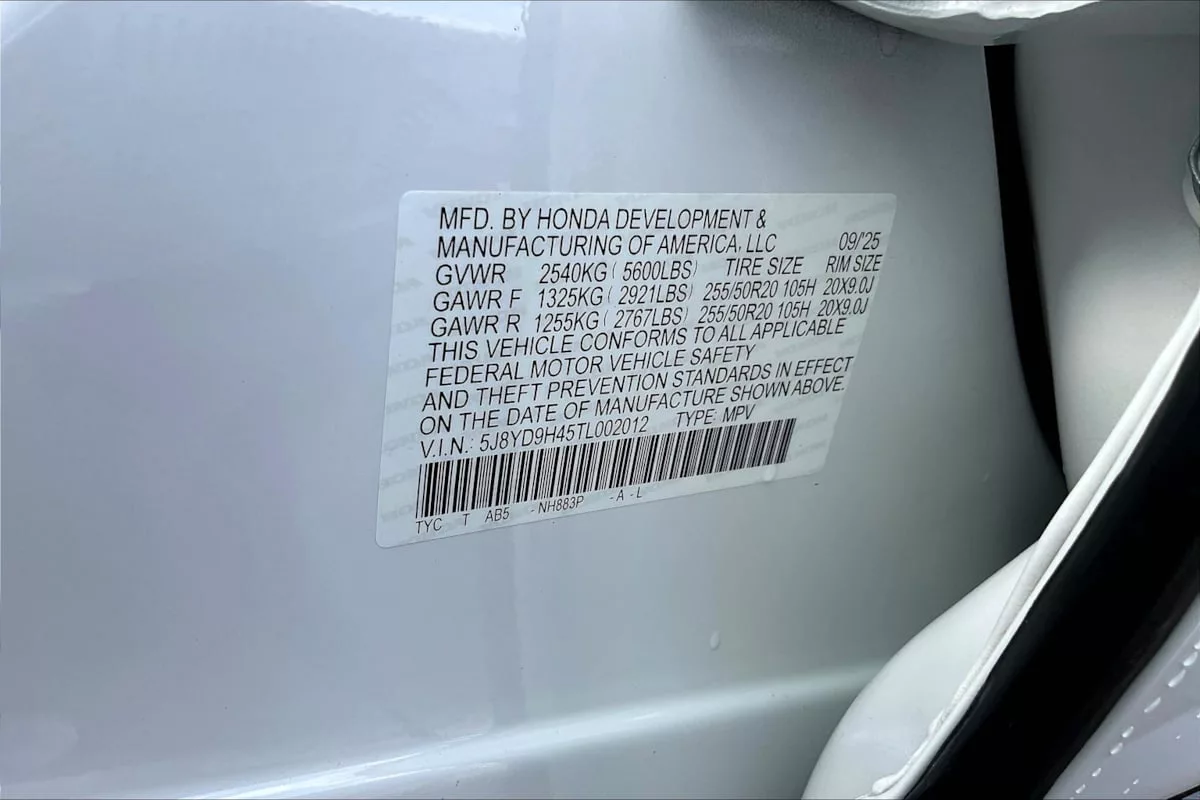 MFD. BY HONDA DEVELOPMENT &
MANUFACTURING OF AMERICA, LLC 09/'25
GVWR 2540KG ( 5600LBS) TIRE SIZE RIM SIZE
GAWR F 1325KG ( 2921LBS) 255/50R20 105H 20X9.0J
GAWR R 1255KG ( 2767LBS) 255/50R20 105H 20X9.0J
THIS VEHICLE CONFORMS TO ALL APPLICABLE
FEDERAL MOTOR VEHICLE SAFETY
AND THEFT PREVENTION STANDARDS IN EFFECT
ON THE DATE OF MANUFACTURE SHOWN ABOVE.
V.I.N.: 5J8YD9H45TL002012 TYPE: MPV
TYC T AB5 - NH883P - A - L